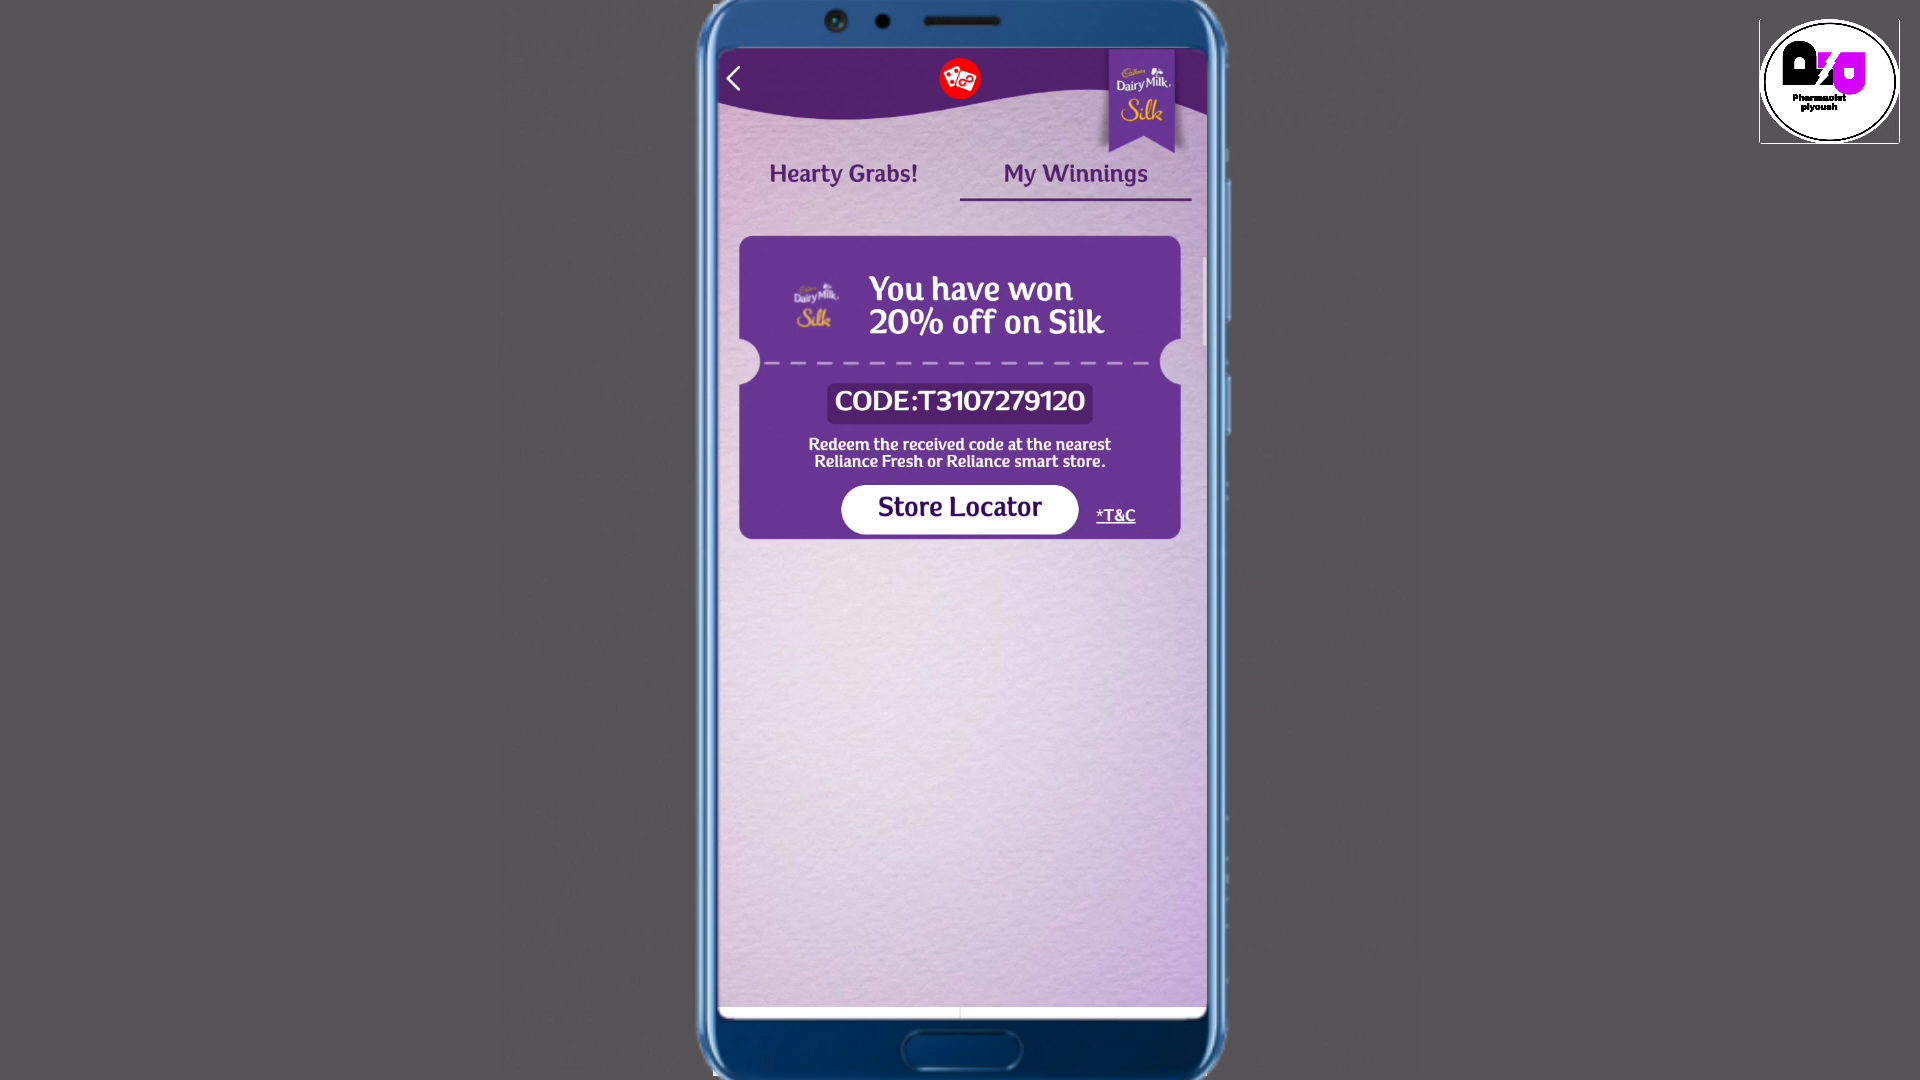 Cadbury
Dairy Milk
Silk
Hearty Grabs!
My Winnings
Dairy Milk
Silk
You have won
20% off on Silk
CODE:T3107279120
Redeem the received code at the nearest
Reliance Fresh or Reliance smart store.
Store Locator
*T&C
Pharmacist
piyoush